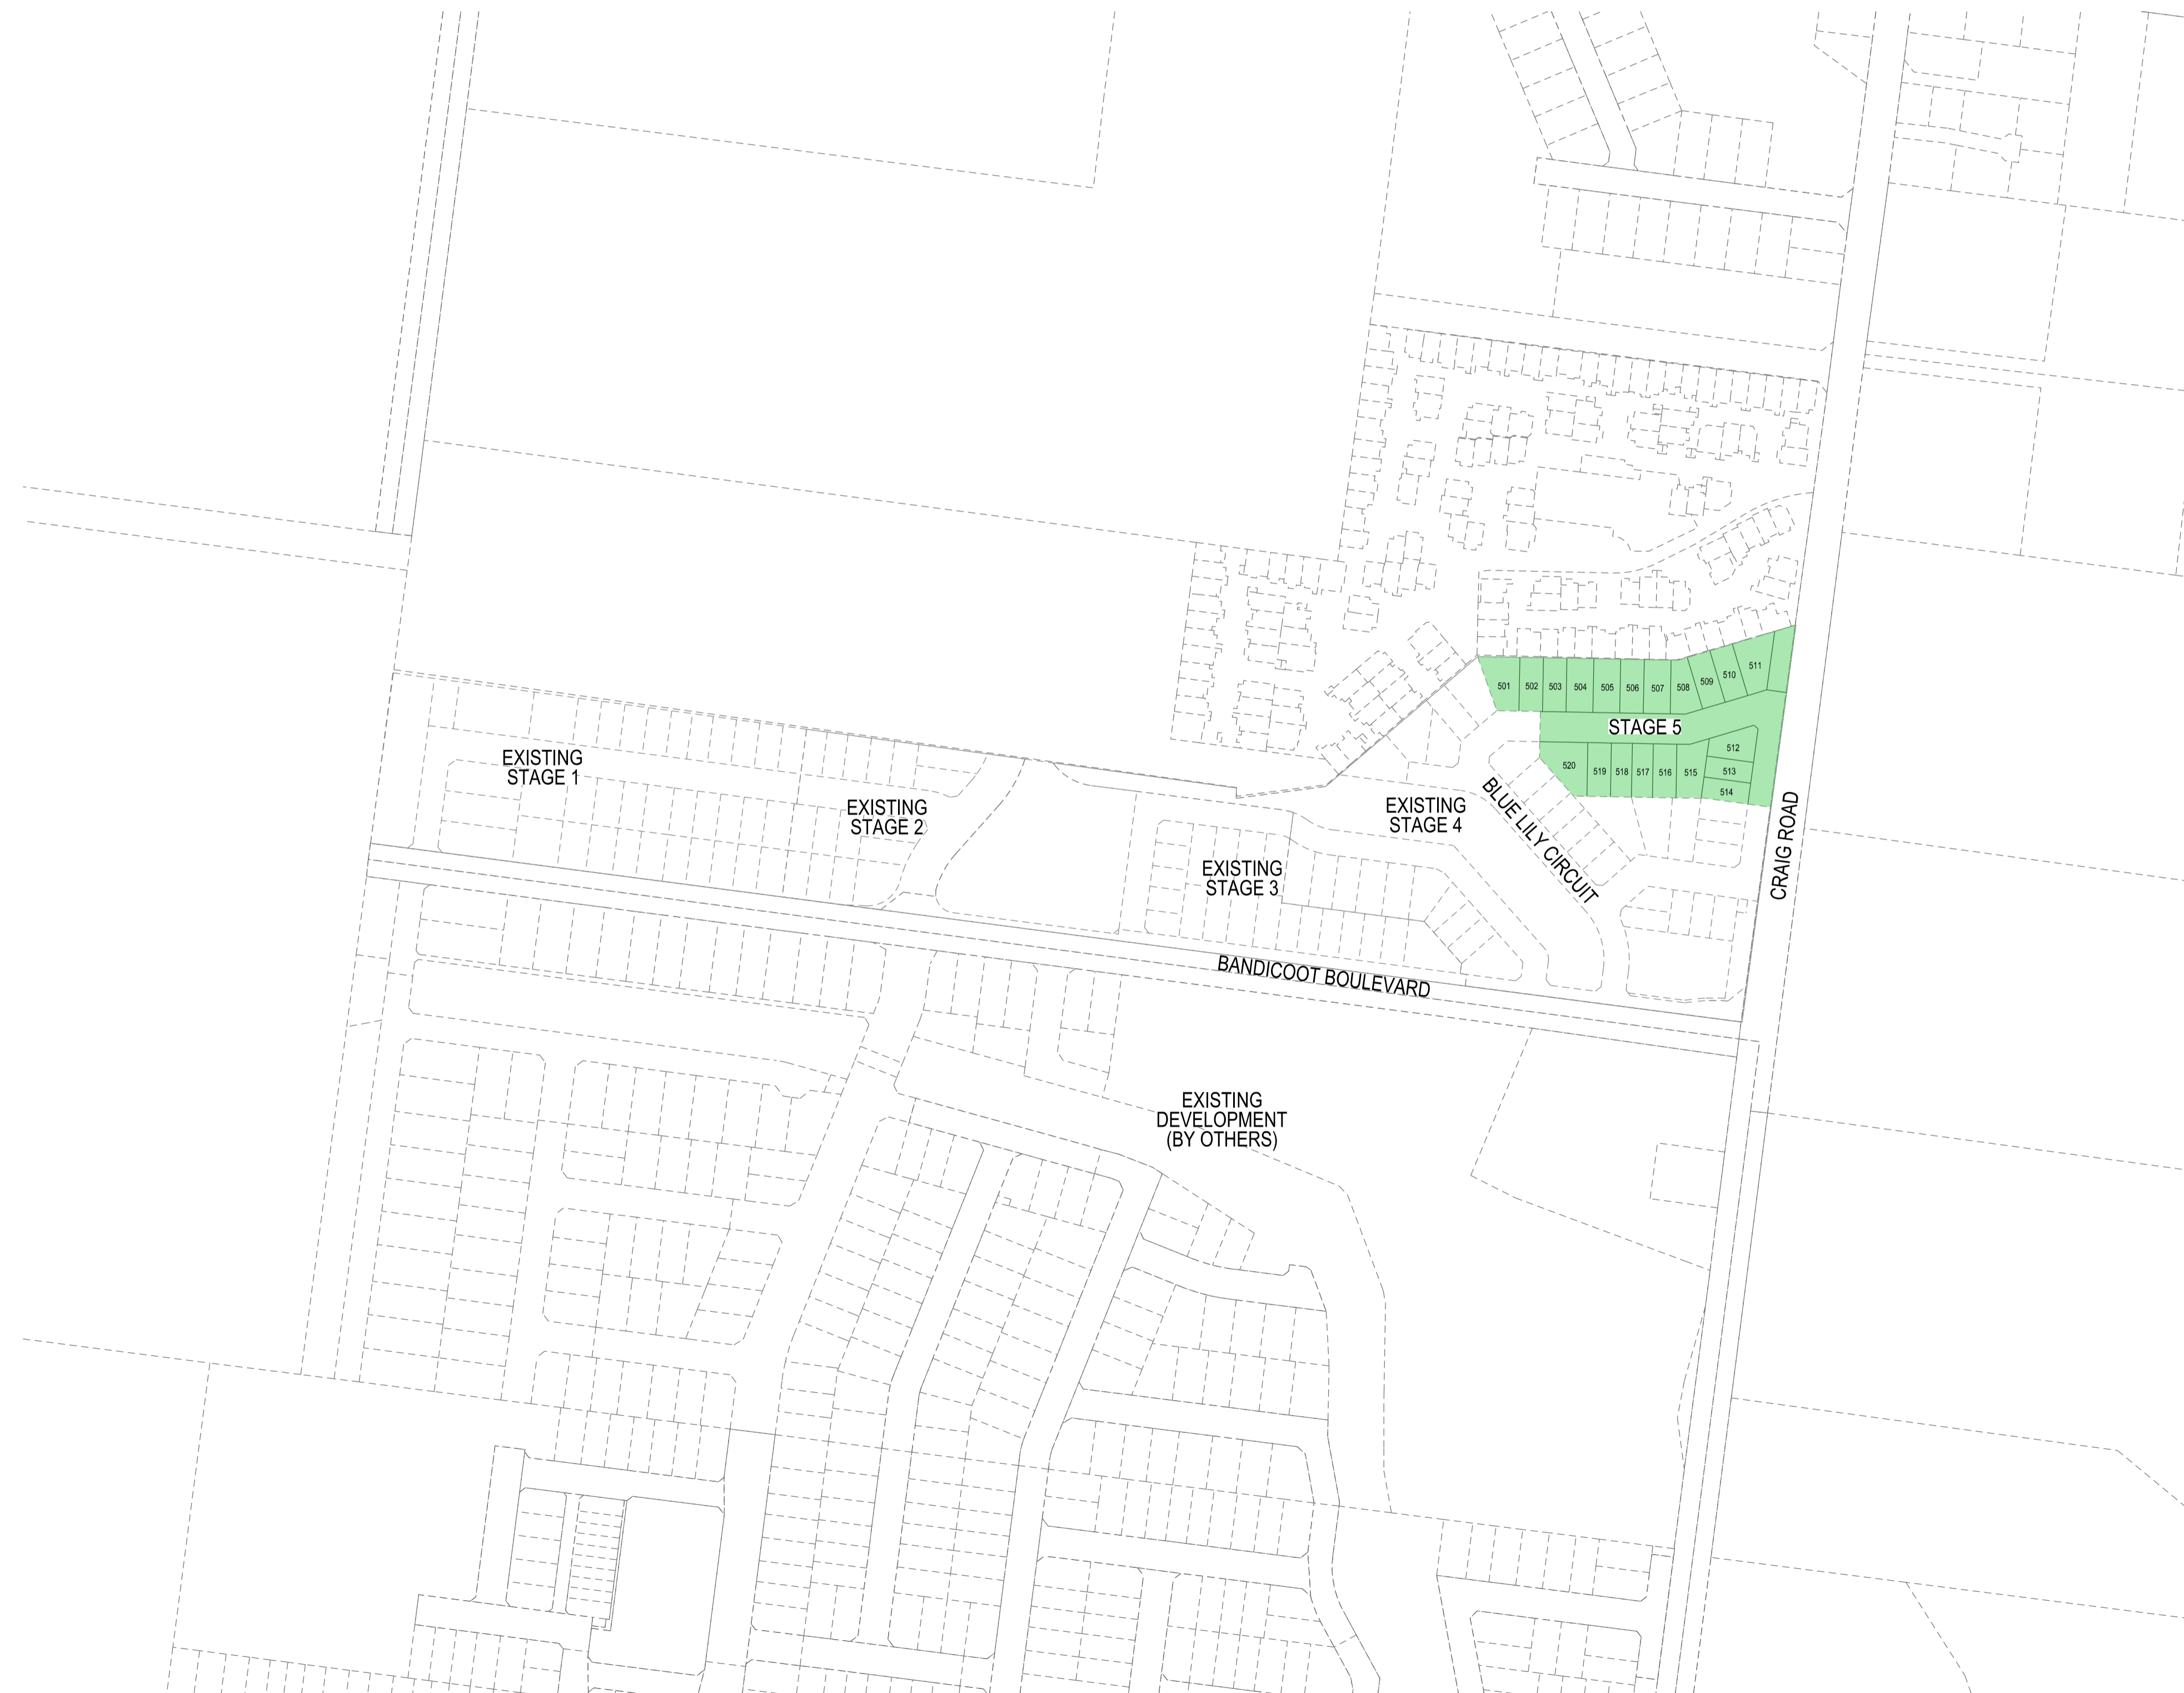 501
502
503
504
505
506
507
508
509
510
511
STAGE 5
512
513
514
515
516
517
518
519
520
EXISTING
STAGE 1
EXISTING
STAGE 2
EXISTING
STAGE 3
EXISTING
STAGE 4
BLUE LILY CIRCUIT
CRAIG ROAD
BANDICOOT BOULEVARD
EXISTING
DEVELOPMENT
(BY OTHERS)